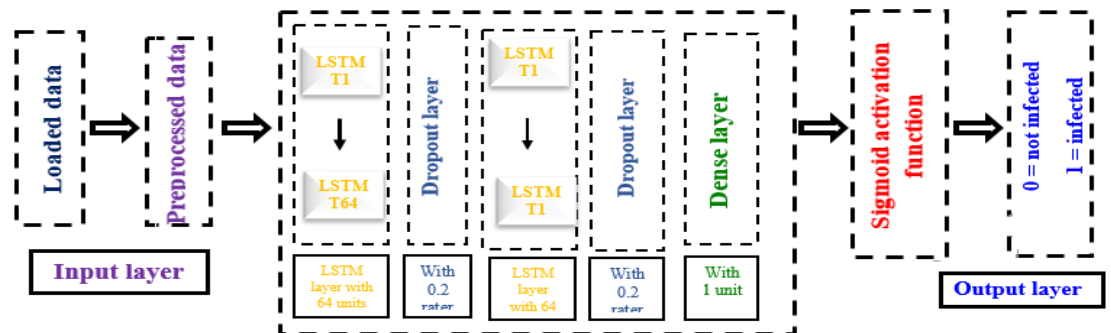 Loaded data
Preprocessed data
Input layer
LSTM
T1
LSTM
T64
LSTM
layer with
64 units
Dropout layer
With
0.2
rater
LSTM
T1
LSTM
T1
LSTM
layer
with 64
Dropout layer
With
0.2
rater
Dense layer
With
1 unit
Sigmoid activation
function
0 = not infected
1 = infected
Output layer